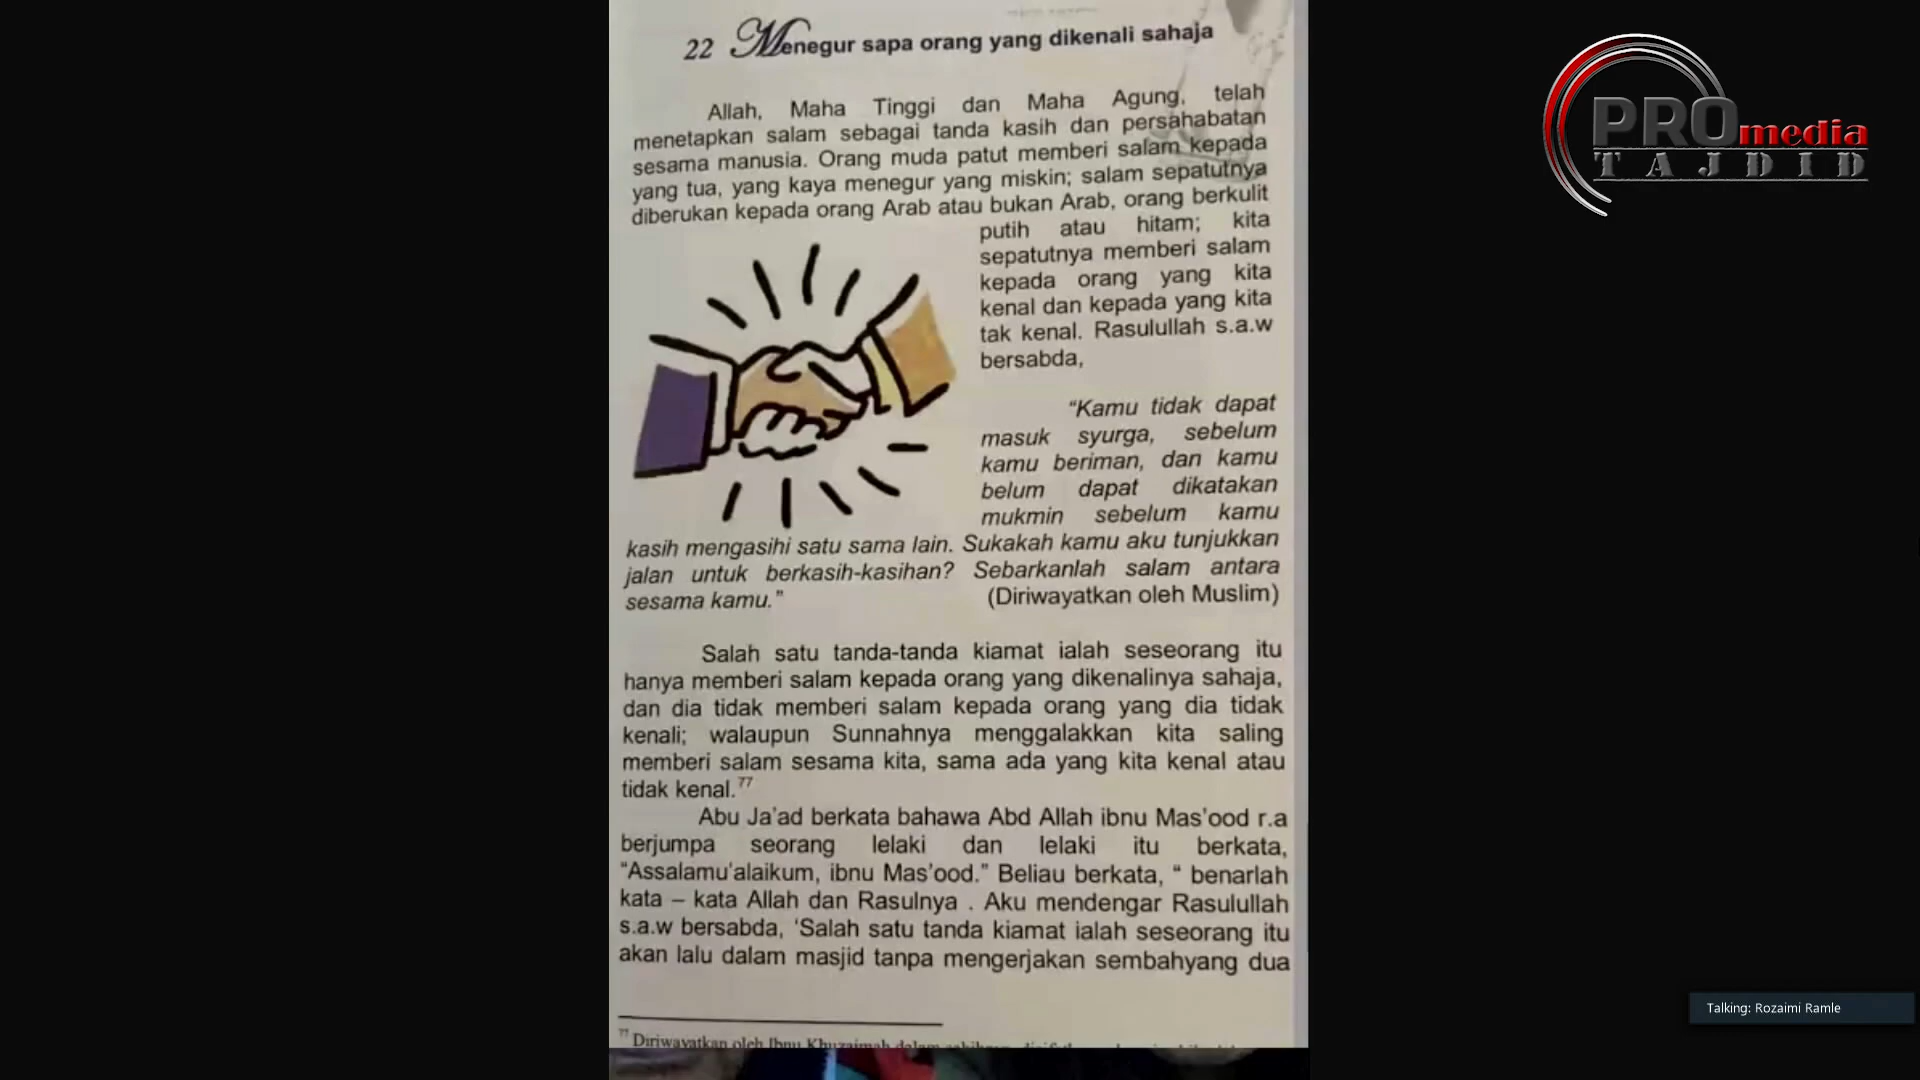 22 Menegur sapa orang yang dikenali sahaja
Allah, Maha Tinggi dan Maha Agung, telah
menetapkan salam sebagai tanda kasih dan persahabatan
sesama manusia. Orang muda patut memberi salam kepada
yang tua, yang kaya menegur yang miskin; salam sepatutnya
diberukan kepada orang Arab atau bukan Arab, orang berkulit
putih atau hitam; kita
sepatutnya memberi salam
kepada orang yang kita
kenal dan kepada yang kita
tak kenal. Rasulullah s.a.w
bersabda,
“Kamu tidak dapat
masuk syurga, sebelum
kamu beriman, dan kamu
belum dapat dikatakan
mukmin sebelum kamu
kasih mengasihi satu sama lain. Sukakah kamu aku tunjukkan
jalan untuk berkasih-kasihan? Sebarkanlah salam antara
sesama kamu.” (Diriwayatkan oleh Muslim)
Salah satu tanda-tanda kiamat ialah seseorang itu
hanya memberi salam kepada orang yang dikenalinya sahaja,
dan dia tidak memberi salam kepada orang yang dia tidak
kenali; walaupun Sunnahnya menggalakkan kita saling
memberi salam sesama kita, sama ada yang kita kenal atau
tidak kenal.77
Abu Ja’ad berkata bahawa Abd Allah ibnu Mas’ood r.a
berjumpa seorang lelaki dan lelaki itu berkata,
“Assalamu’alaikum, ibnu Mas’ood.” Beliau berkata, “ benarlah
kata – kata Allah dan Rasulnya . Aku mendengar Rasulullah
s.a.w bersabda, ‘Salah satu tanda kiamat ialah seseorang itu
akan lalu dalam masjid tanpa mengerjakan sembahyang dua
77 Diriwayatkan oleh Ibnu Khuzaimah dalam
PROmedia
TAJDID
Talking: Rozaimi Ramle